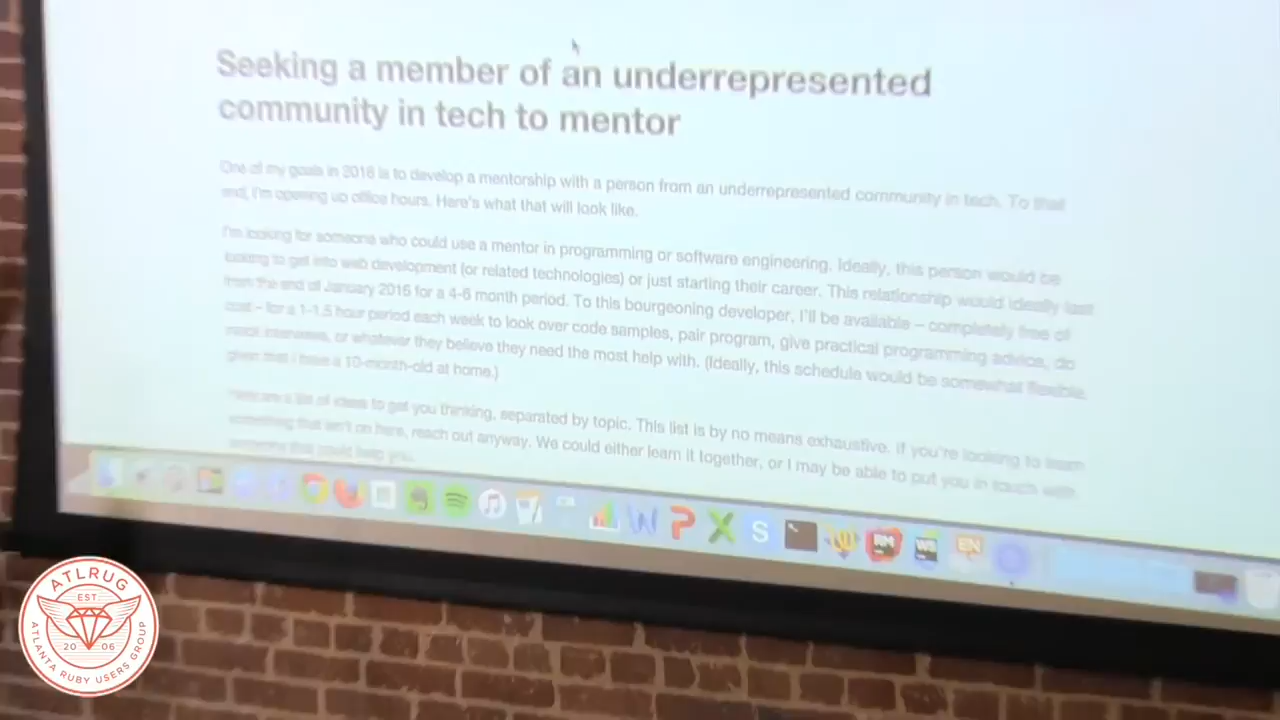 Seeking a member of an underrepresented
community in tech to mentor
One of my goals in 2016 is to develop a mentorship with a person from an underrepresented community in tech. To that
end, I'm opening up office hours. Here's what that will look like.
I'm looking for someone who could use a mentor in programming or software engineering. Ideally, this person would be
looking to get into web development (or related technologies) or just starting their career. This relationship would ideally last
from the end of January 2016 for a 4-6 month period. To this bourgeoning developer, I'll be available – completely free of
cost – for a 1-1.5 hour period each week to look over code samples, pair program, give practical programming advice, do
mock interviews, or whatever they believe they need the most help with. (Ideally, this schedule would be somewhat flexible,
given that I have a 10-month-old at home.)
Here are a list of ideas to get you thinking, separated by topic. This list is by no means exhaustive. If you're looking to learn
something that isn't on here, reach out anyway. We could either learn it together, or I may be able to put you in touch with
someone that could help you.
W P X S RM WS EN
ATLRUG
EST.
20 06
ATLANTA RUBY USERS GROUP